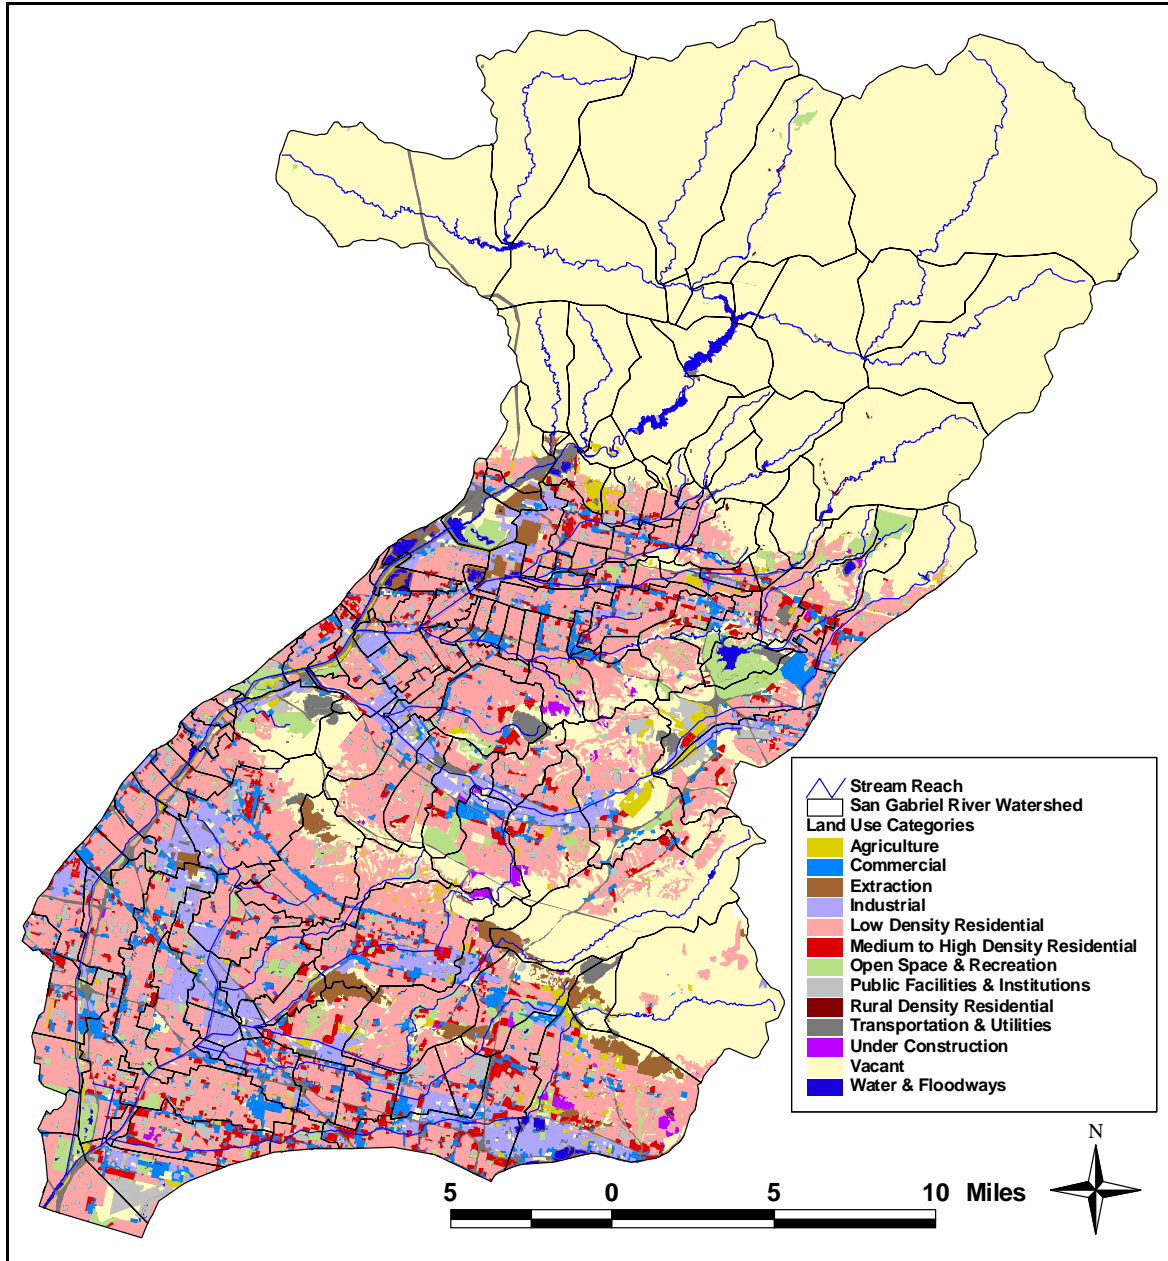 Stream Reach
San Gabriel River Watershed
Land Use Categories
Agriculture
Commercial
Extraction
Industrial
Low Density Residential
Medium to High Density Residential
Open Space & Recreation
Public Facilities & Institutions
Rural Density Residential
Transportation & Utilities
Under Construction
Vacant
Water & Floodways
N
5 0 5 10 Miles